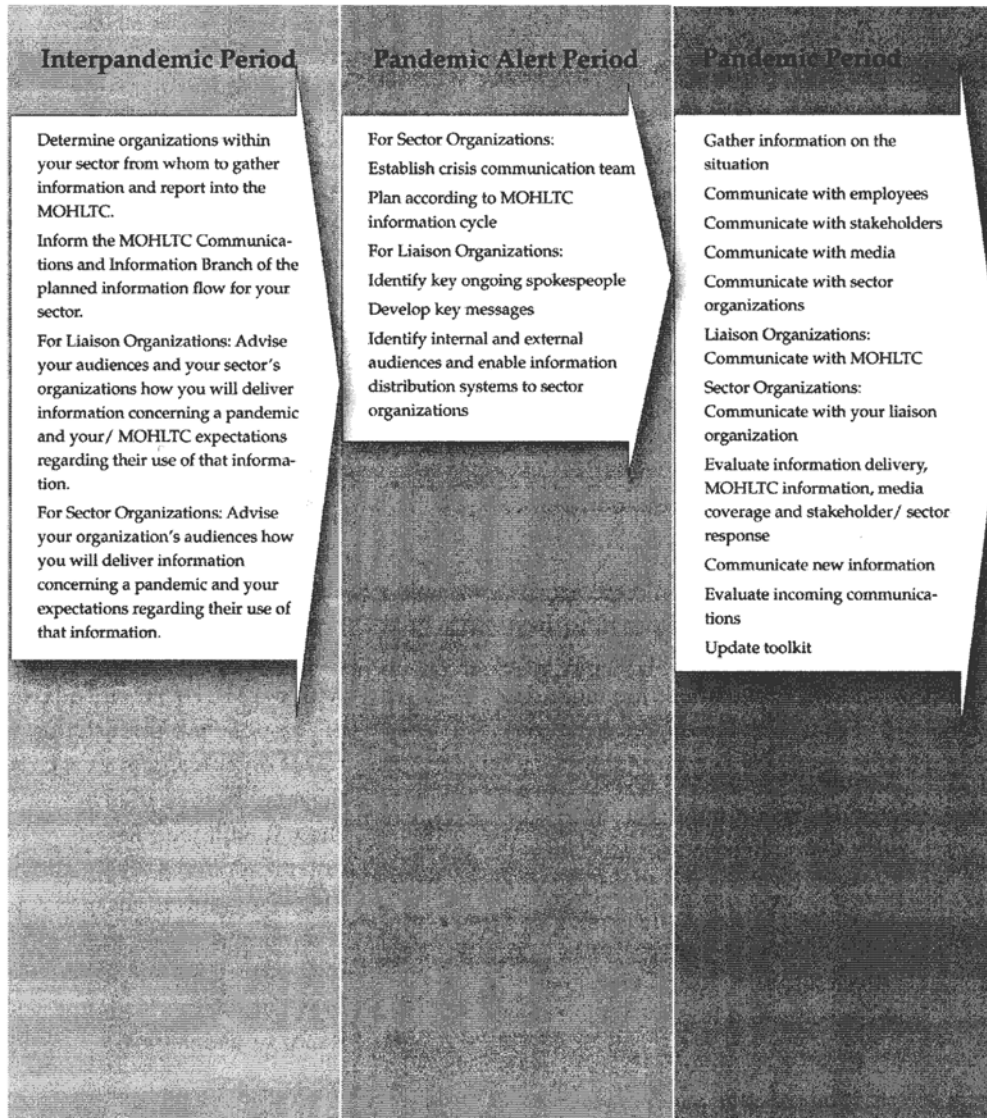 Interpandemic Period
Determine organizations within
your sector from whom to gather
information and report into the
MOHLTC.
Inform the MOHLTC Communica-
tions and Information Branch of the
planned information flow for your
sector.
For Liaison Organizations: Advise
your audiences and your sector's
organizations how you will deliver
information concerning a pandemic
and your/ MOHLTC expectations
regarding their use of that informa-
tion.
For Sector Organizations: Advise
your organization's audiences how
you will deliver information
concerning a pandemic and your
expectations regarding their use of
that information.
Pandemic Alert Period
For Sector Organizations:
Establish crisis communication team
Plan according to MOHLTC
information cycle
For Liaison Organizations:
Identify key ongoing spokespeople
Develop key messages
Identify internal and external
audiences and enable information
distribution systems to sector
organizations
Pandemic Period
Gather information on the
situation
Communicate with employees
Communicate with stakeholders
Communicate with media
Communicate with sector
organizations
Liaison Organizations:
Communicate with MOHLTC
Sector Organizations:
Communicate with your liaison
organization
Evaluate information delivery,
MOHLTC information, media
coverage and stakeholder/ sector
response
Communicate new information
Evaluate incoming communica-
tions
Update toolkit